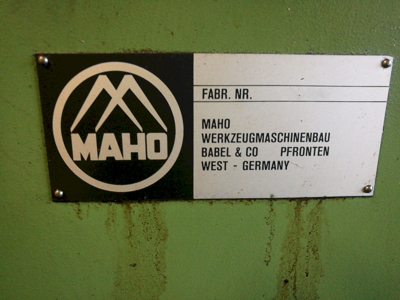 MAHO
FABR. NR.
MAHO
WERKZEUGMASCHINENBAU
BABEL & CO PFRONTEN
WEST - GERMANY